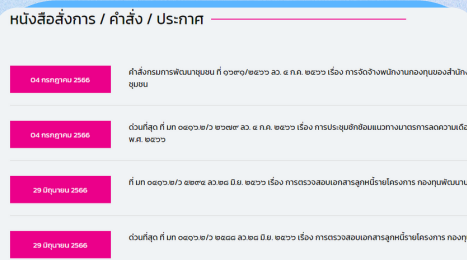 หนังสือสั่งการ / คำสั่ง / ประกาศ
04 กรกฎาคม 2566
คำสั่งกรมการพัฒนาชุมชน ที่ ๑๖๓๑/๒๕๖๖ ลว. ๔ ก.ค. ๒๕๖๖ เรื่อง การจัดจ้างพนักงานกองทุนของสำนักง
ชุมชน
04 กรกฎาคม 2566
ด่วนที่สุด ที่ มท ๐๔๑๖.๒/ว ลว. ๔ ก.ค. ๒๕๖๖ เรื่อง การประชุมซักซ้อมแนวทางมาตรการลดความเดือ
พ.ศ. ๒๕๖๖
29 มิถุนายน 2566
ที่ มท ๐๔๑๖.๒/ว ลว.๒๘ มิ.ย. ๒๕๖๖ เรื่อง การตรวจสอบเอกสารลูกหนี้รายโครงการ กองทุนพัฒนาบ
29 มิถุนายน 2566
ด่วนที่สุด ที่ มท ๐๔๑๖.๒/ว ลว.๒๘ มิ.ย. ๒๕๖๖ เรื่อง การตรวจสอบเอกสารลูกหนี้รายโครงการ กองทุ